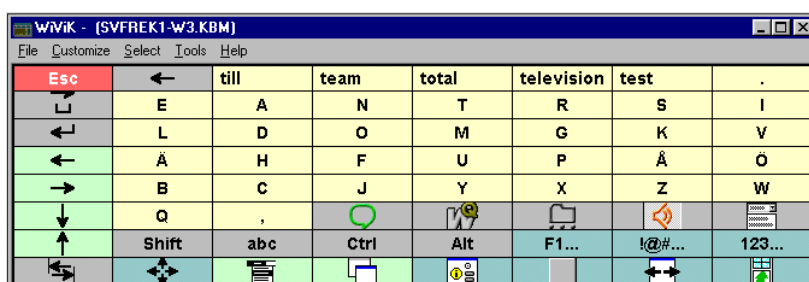 WiViK - (SVFREK1-W3.KBM)
File Customize Select Tools Help
Esc till team total television test .
E A N T R S I
L D O M G K V
Ä H F U P Å Ö
B C J Y X Z W
Q ,
Shift abc Ctrl Alt F1... !@#... 123...